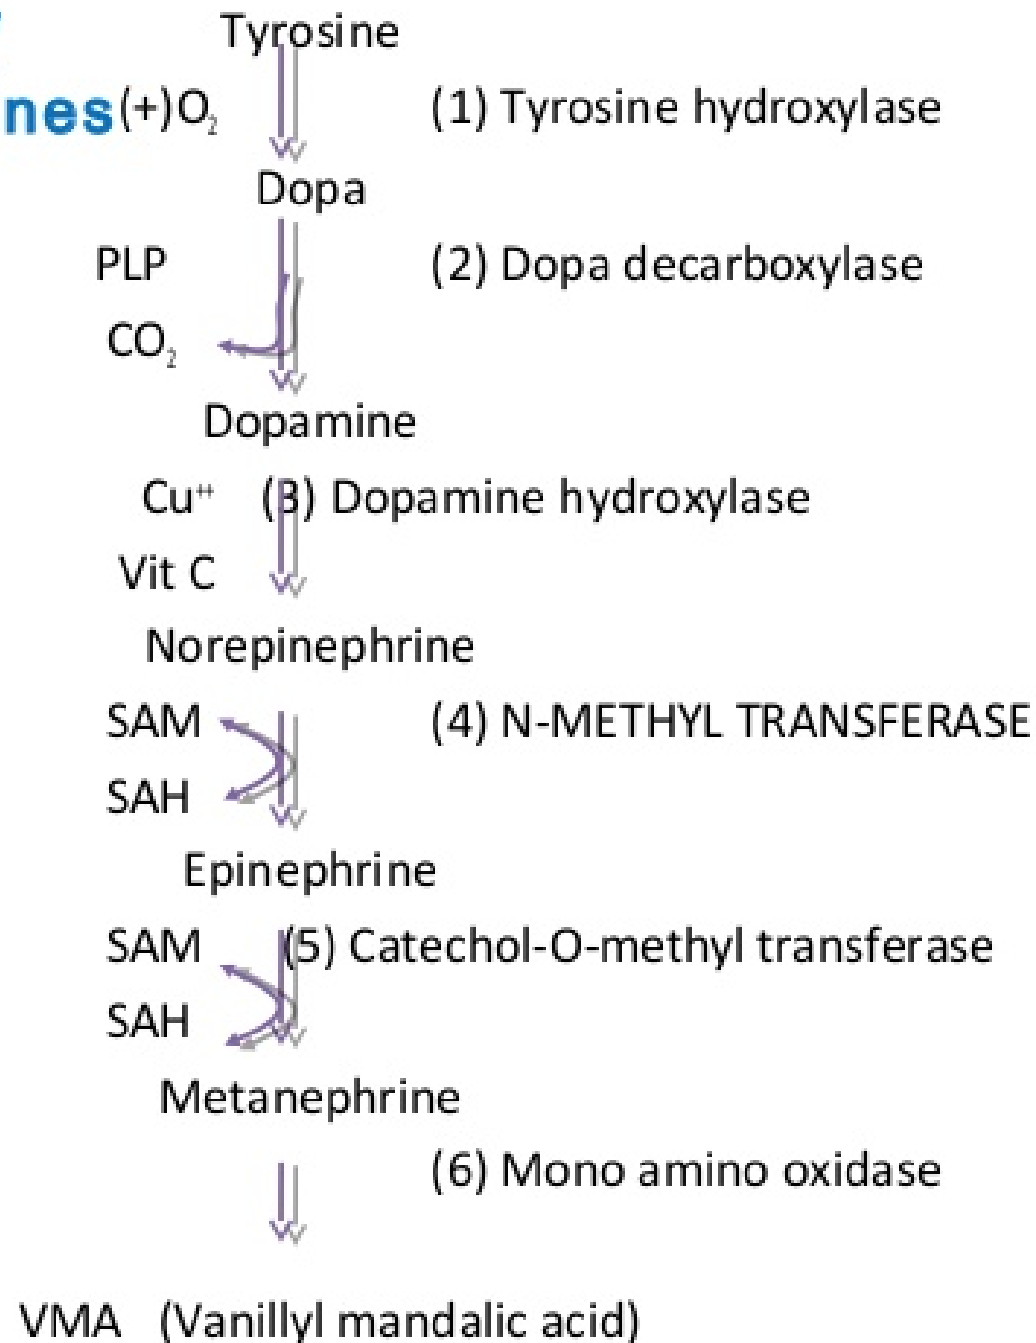 Tyrosine
nes (+)O₂ (1) Tyrosine hydroxylase
Dopa
PLP (2) Dopa decarboxylase
CO₂
Dopamine
Cu⁺⁺ (3) Dopamine hydroxylase
Vit C
Norepinephrine
SAM (4) N-METHYL TRANSFERASE
SAH
Epinephrine
SAM (5) Catechol-O-methyl transferase
SAH
Metanephrine
(6) Mono amino oxidase
VMA (Vanillyl mandalic acid)